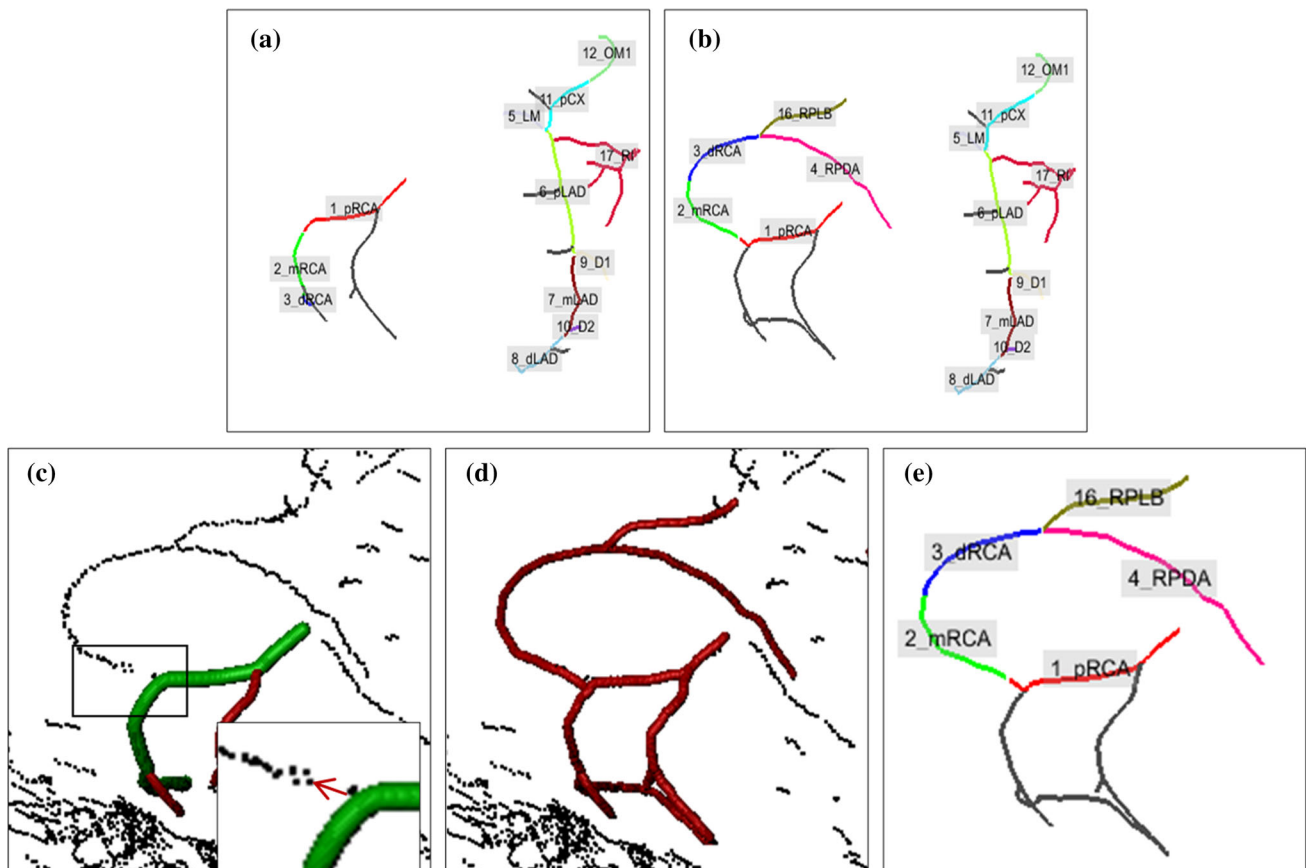 (a)
12_OM1
11_pCX
5_LM
17_RI
6_pLAD
1_pRCA
9_D1
2_mRCA
3_dRCA
7_mLAD
10_D2
8_dLAD
(b)
12_OM1
11_pCX
16_RPLB
5_LM
3_dRCA
17_RI
4_RPDA
2_mRCA
6_pLAD
1_pRCA
9_D1
7_mLAD
10_D2
8_dLAD
(c)
(d)
(e)
16_RPLB
3_dRCA
4_RPDA
2_mRCA
1_pRCA